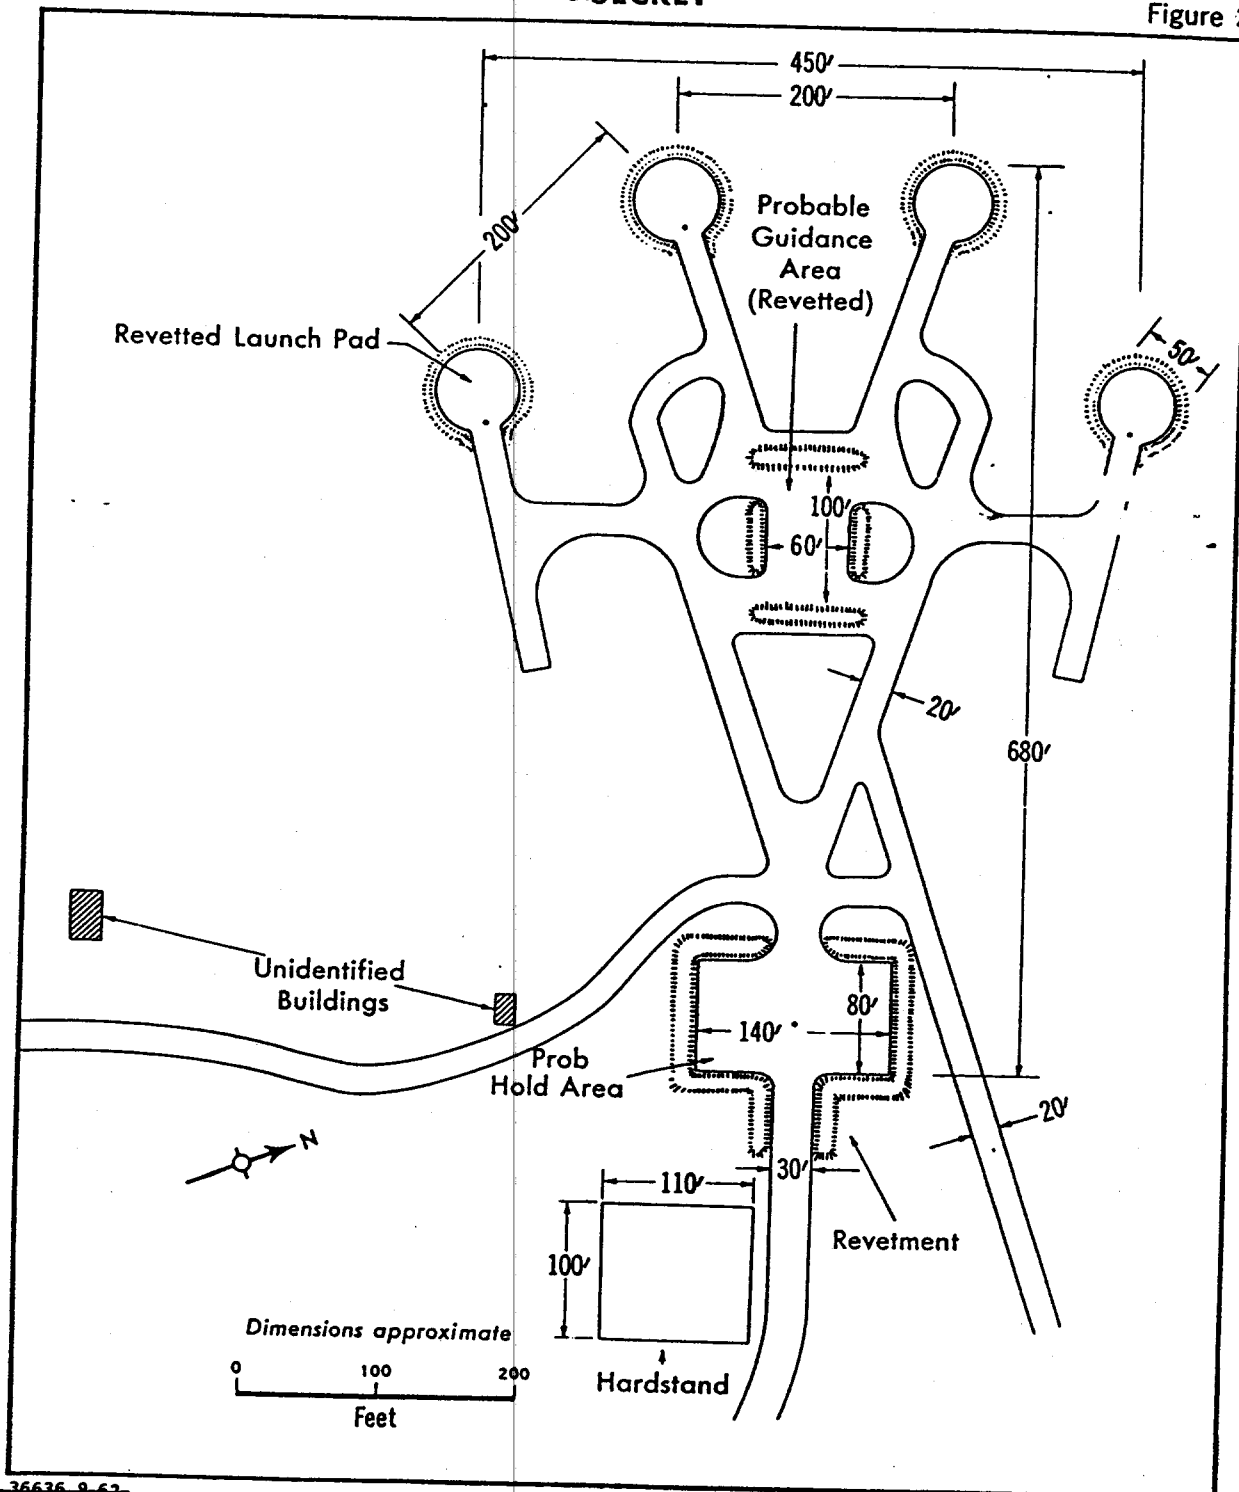 SECRET
Figure
450'
200'
200'
Probable
Guidance
Area
(Revetted)
Revetted Launch Pad
50'
100'
60'
20'
680'
Unidentified
Buildings
80'
140'
Prob
Hold Area
N
20'
30'
110'
Revetment
100'
Dimensions approximate
0 100 200
Feet
Hardstand
36636 9-62